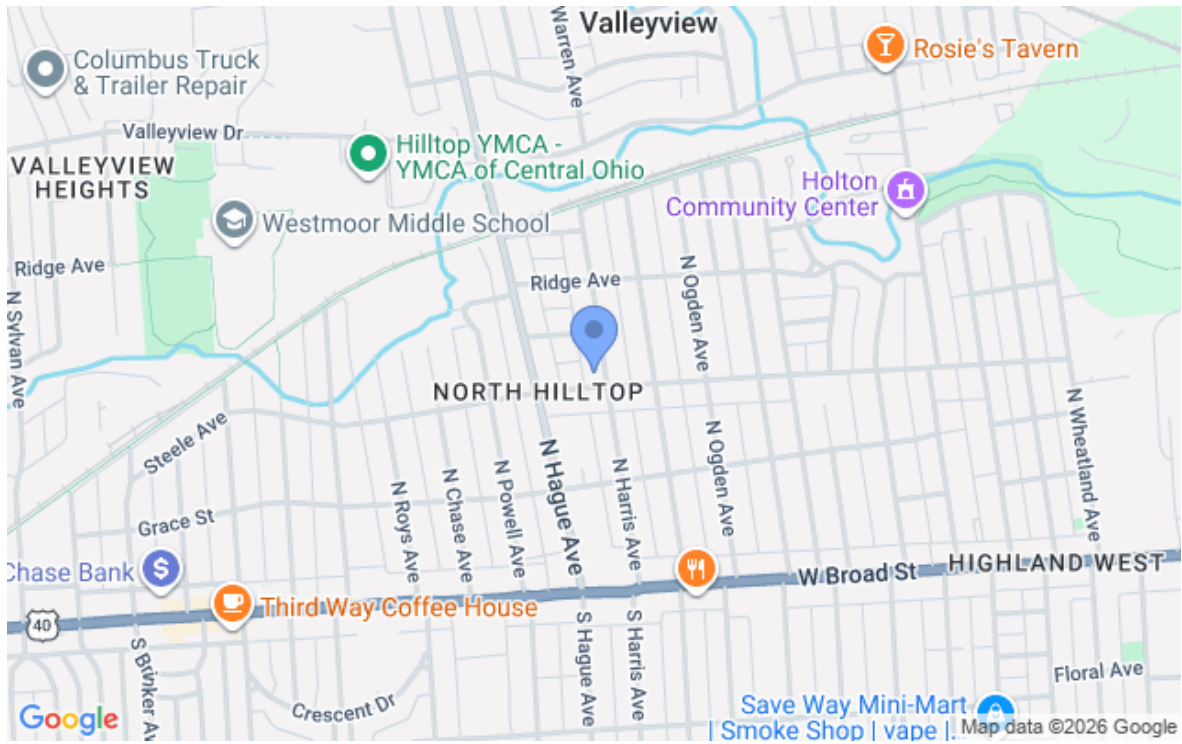 Valleyview
Warren Ave
Rosie's Tavern
Columbus Truck
& Trailer Repair
Valleyview Dr
Hilltop YMCA -
YMCA of Central Ohio
VALLEYVIEW
HEIGHTS
Holton
Community Center
Westmoor Middle School
Ridge Ave
Ridge Ave
N Ogden Ave
N Sylvan Ave
NORTH HILLTOP
N Wheatland Ave
Steele Ave
N Hague Ave
N Harris Ave
N Ogden Ave
N Powell Ave
N Chase Ave
N Roys Ave
Grace St
Chase Bank
$
HIGHLAND WEST
W Broad St
Third Way Coffee House
40
S Brinker Av
S Hague Ave
S Harris Ave
Floral Ave
Crescent Dr
Save Way Mini-Mart
| Smoke Shop | vape |...
Google
Map data ©2026 Google